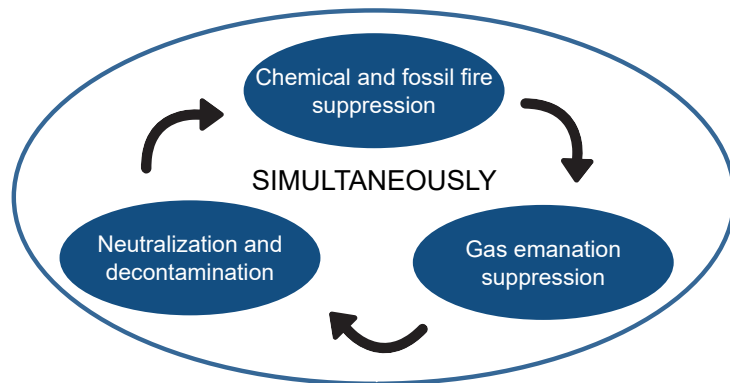 Chemical and fossil fire
suppression
SIMULTANEOUSLY
Neutralization and
decontamination
Gas emanation
suppression